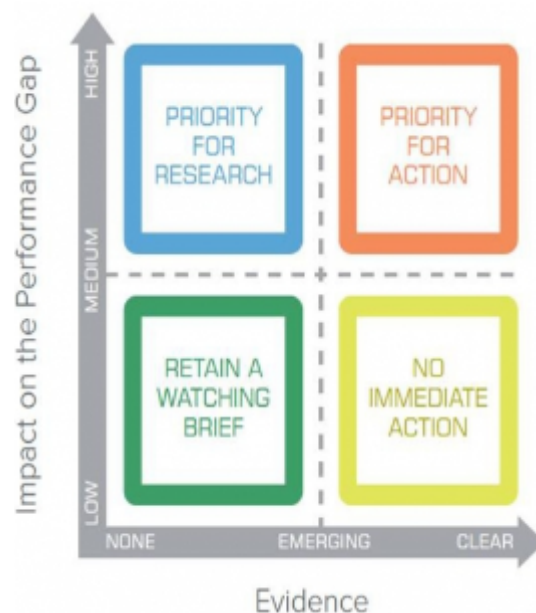 Impact on the Performance Gap
HIGH
MEDIUM
LOW
PRIORITY
FOR
RESEARCH
PRIORITY
FOR
ACTION
RETAIN A
WATCHING
BRIEF
NO
IMMEDIATE
ACTION
NONE EMERGING CLEAR
Evidence